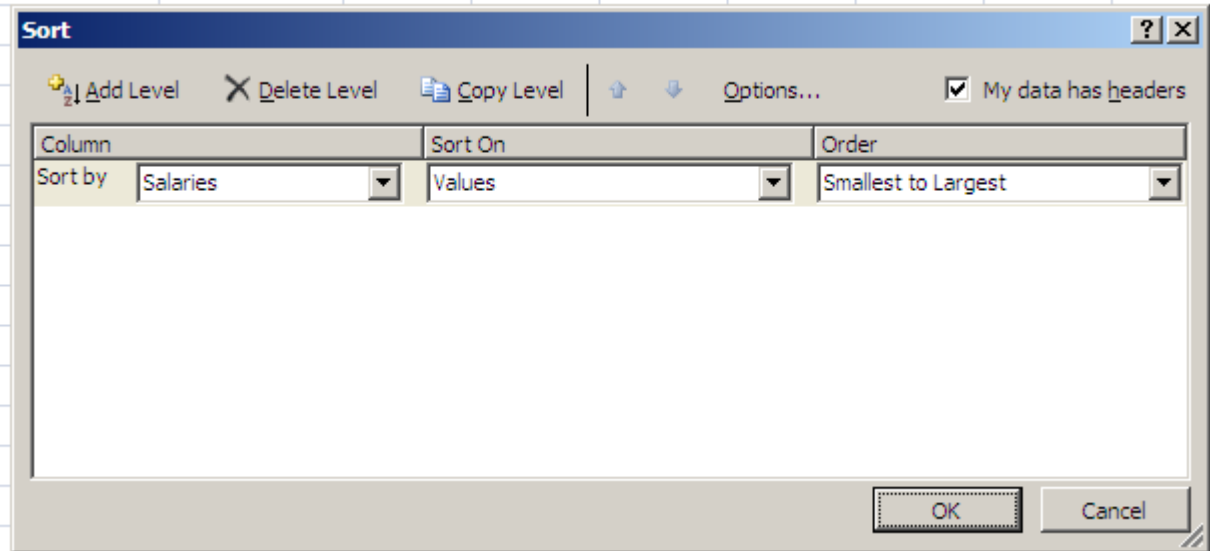 Sort
Add Level Delete Level Copy Level Options... My data has headers
Column Sort On Order
Sort by Salaries Values Smallest to Largest
OK Cancel